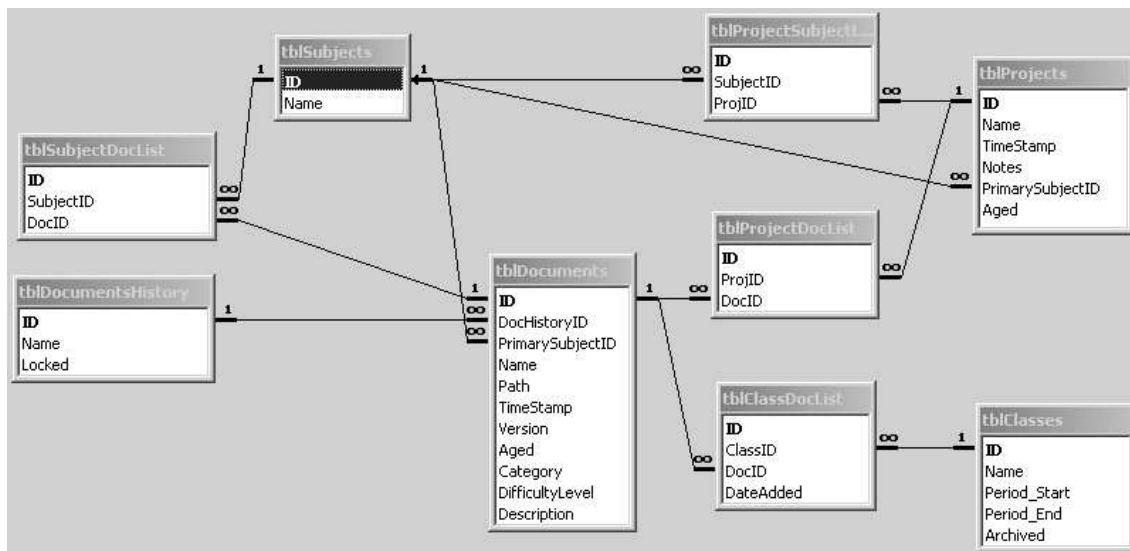 tblSubjects
ID
Name
tblProjectSubjectL...
ID
SubjectID
ProjID
tblProjects
ID
Name
TimeStamp
Notes
PrimarySubjectID
Aged
tblSubjectDocList
ID
SubjectID
DocID
tblProjectDocList
ID
ProjID
DocID
tblDocuments
ID
DocHistoryID
PrimarySubjectID
Name
Path
TimeStamp
Version
Aged
Category
DifficultyLevel
Description
tblDocumentsHistory
ID
Name
Locked
tblClassDocList
ID
ClassID
DocID
DateAdded
tblClasses
ID
Name
Period_Start
Period_End
Archived
1
1
∞
∞
1
∞
∞
∞
1
∞
∞
1
1
∞
∞
∞
∞
1